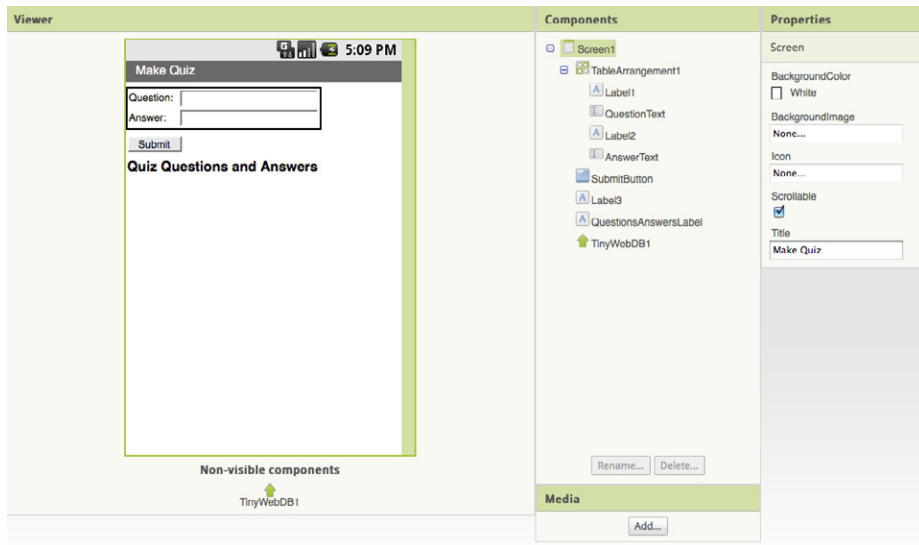 Viewer
Components
Properties
5:09 PM
Make Quiz
Question:
Answer:
Submit
Quiz Questions and Answers
Non-visible components
TinyWebDB1
Screen1
TableArrangement1
Label1
QuestionText
Label2
AnswerText
SubmitButton
Label3
QuestionsAnswersLabel
TinyWebDB1
Rename... Delete...
Media
Add...
Screen
BackgroundColor
White
BackgroundImage
None...
Icon
None...
Scrollable
Title
Make Quiz